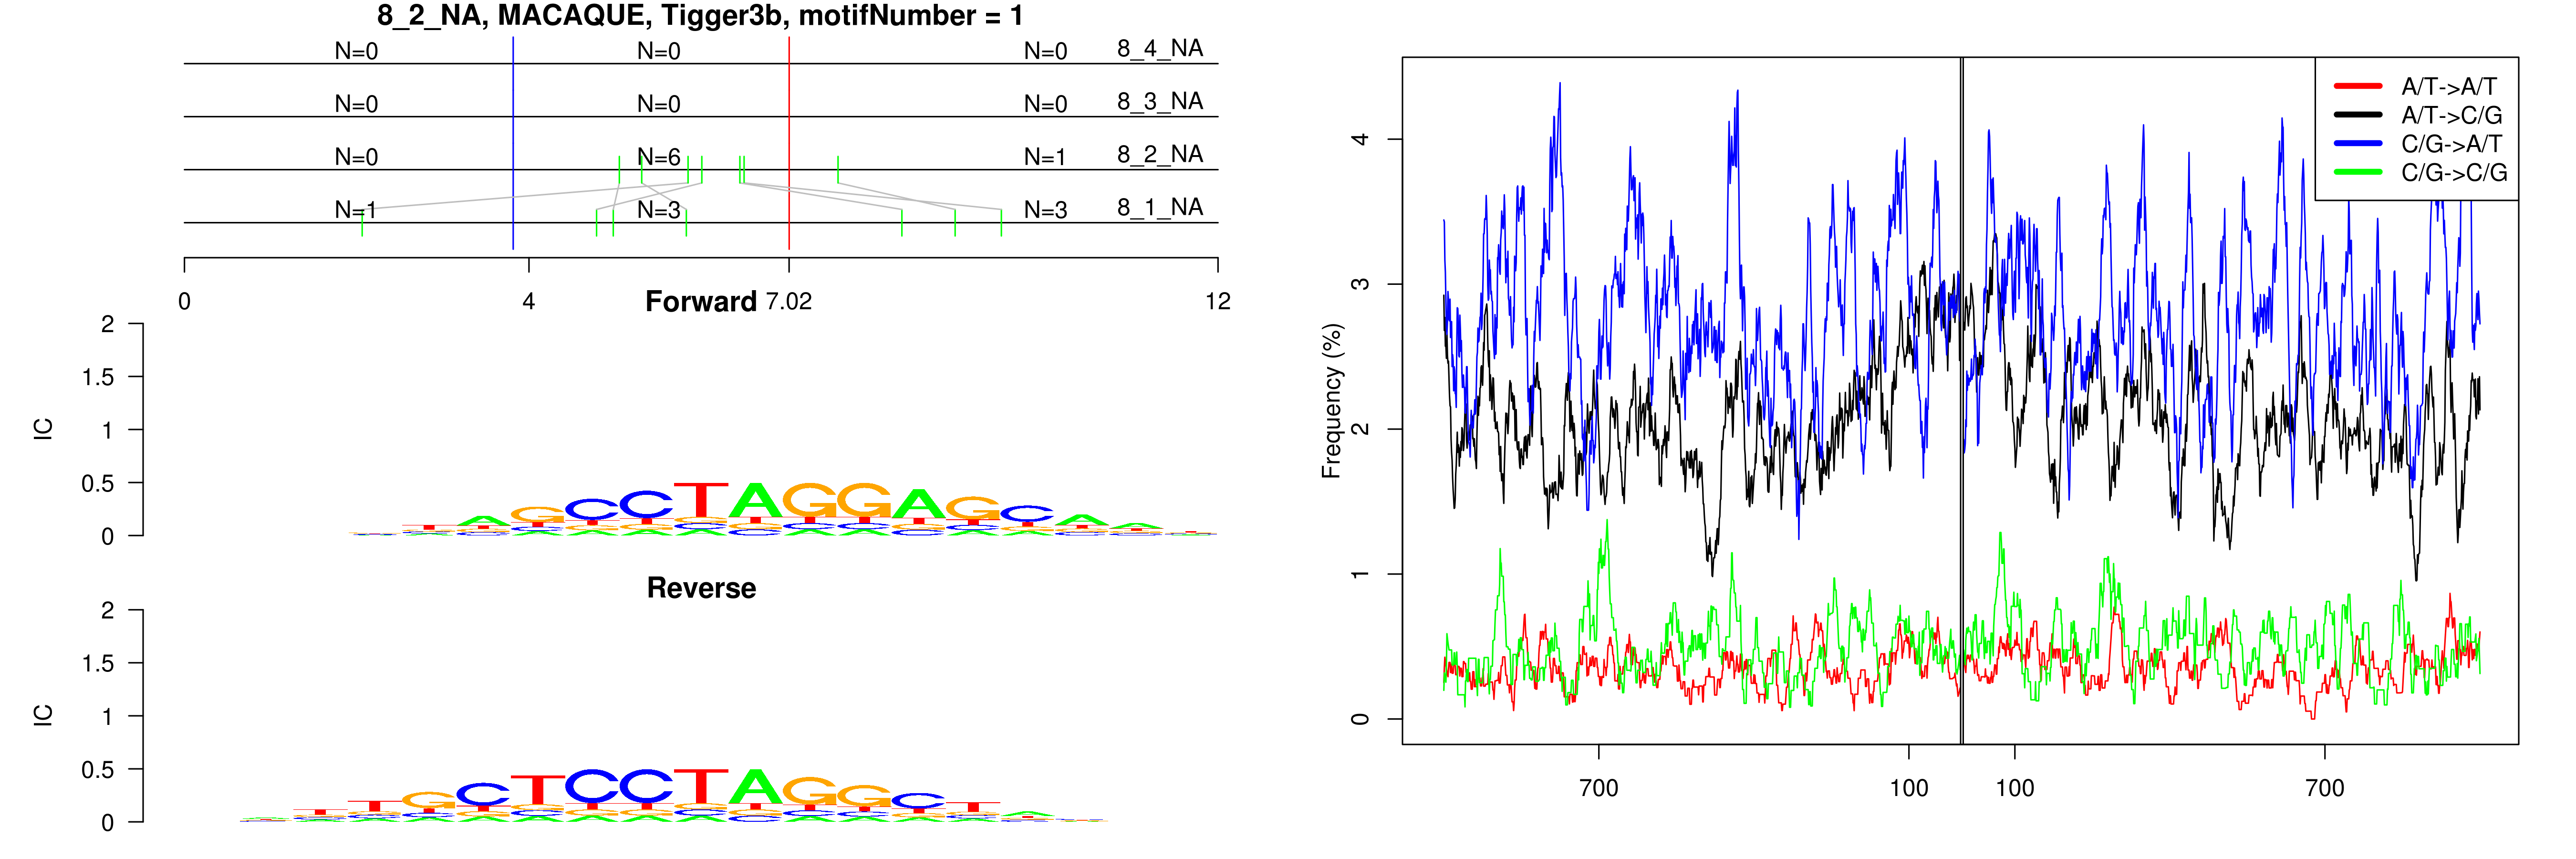 8_2_NA, MACAQUE, Tigger3b, motifNumber = 1
N=0 N=0 N=0 8_4_NA
N=0 N=0 N=0 8_3_NA
N=0 N=6 N=1 8_2_NA
N=1 N=3 N=3 8_1_NA
0 4 7.02 12
Forward
2
1.5
1
0.5
0
IC
AGCCTAGGAGCAA
Reverse
2
1.5
1
0.5
0
IC
TTGCTCCTAGGCTA
Frequency (%)
4
3
2
1
0
700 100 100 700
A/T->A/T
A/T->C/G
C/G->A/T
C/G->C/G